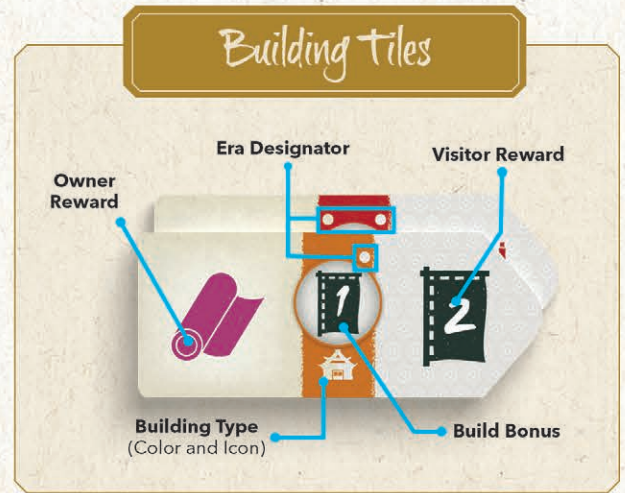 Building Tiles
Era Designator
Visitor Reward
Owner
Reward
1
2
Building Type
(Color and Icon)
Build Bonus